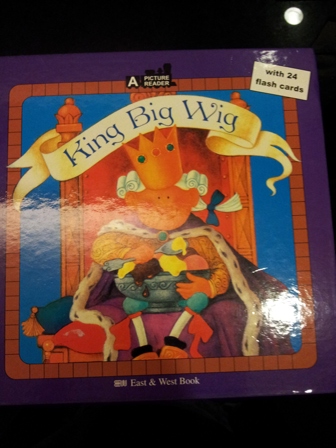 A PICTURE
READER
with 24
flash cards
King Big Wig
East & West Book